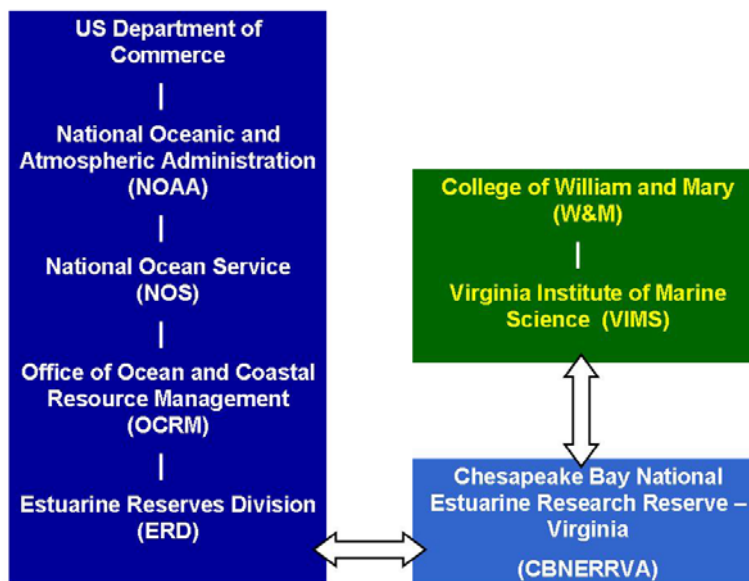 US Department of
Commerce
National Oceanic and
Atmospheric Administration
(NOAA)
National Ocean Service
(NOS)
Office of Ocean and Coastal
Resource Management
(OCRM)
Estuarine Reserves Division
(ERD)
College of William and Mary
(W&M)
Virginia Institute of Marine
Science (VIMS)
Chesapeake Bay National
Estuarine Research Reserve –
Virginia
(CBNERRVA)